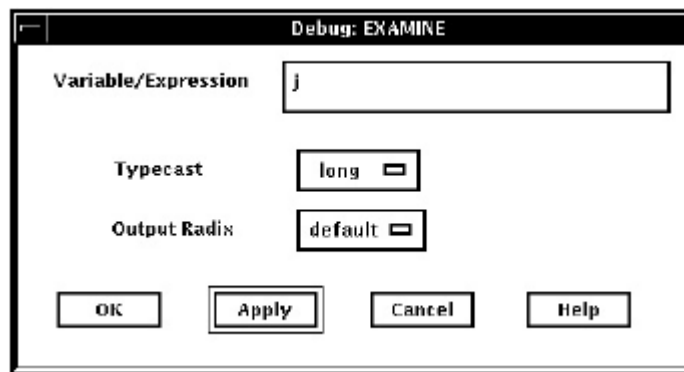 Debug: EXAMINE
Variable/Expression j
Typecast long
Output Radix default
OK Apply Cancel Help